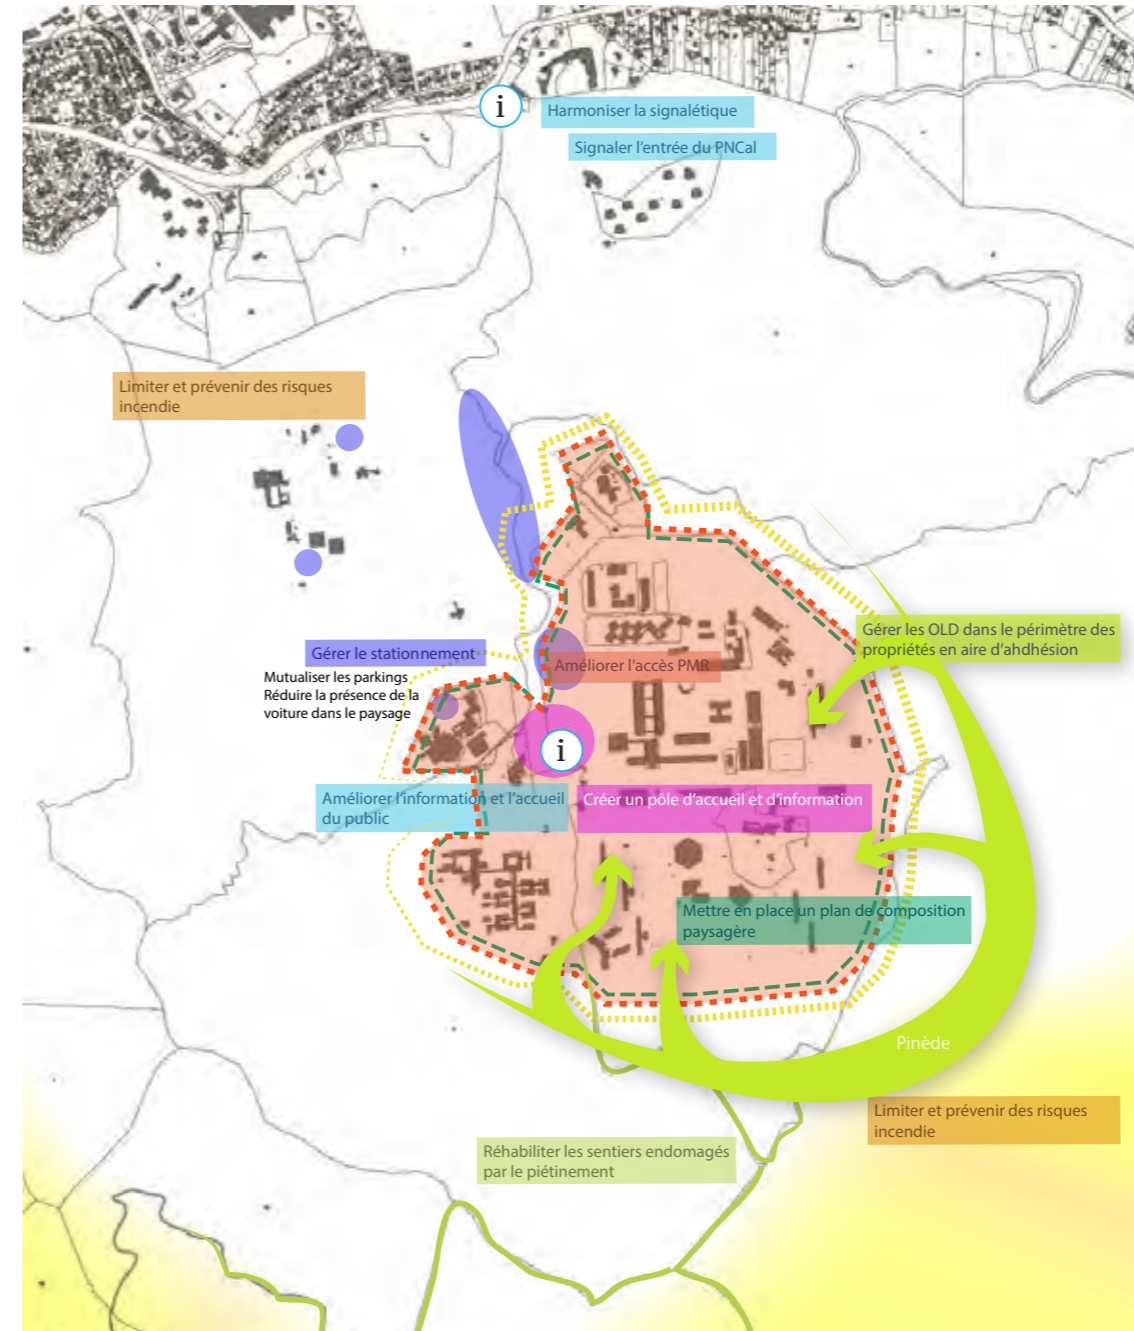 i
Harmoniser la signalétique
Signaler l'entrée du PNCal
Limiter et prévenir des risques
incendie
Gérer les OLD dans le périmètre des
propriétés en aire d'ahdhésion
Gérer le stationnement
Améliorer l'accès PMR
Mutualiser les parkings
Réduire la présence de la
voiture dans le paysage
i
Améliorer l'information et l'accueil
du public
Créer un pôle d'accueil et d'information
Mettre en place un plan de composition
paysagère
Pinède
Limiter et prévenir des risques
incendie
Réhabiliter les sentiers endomagés
par le piétinement